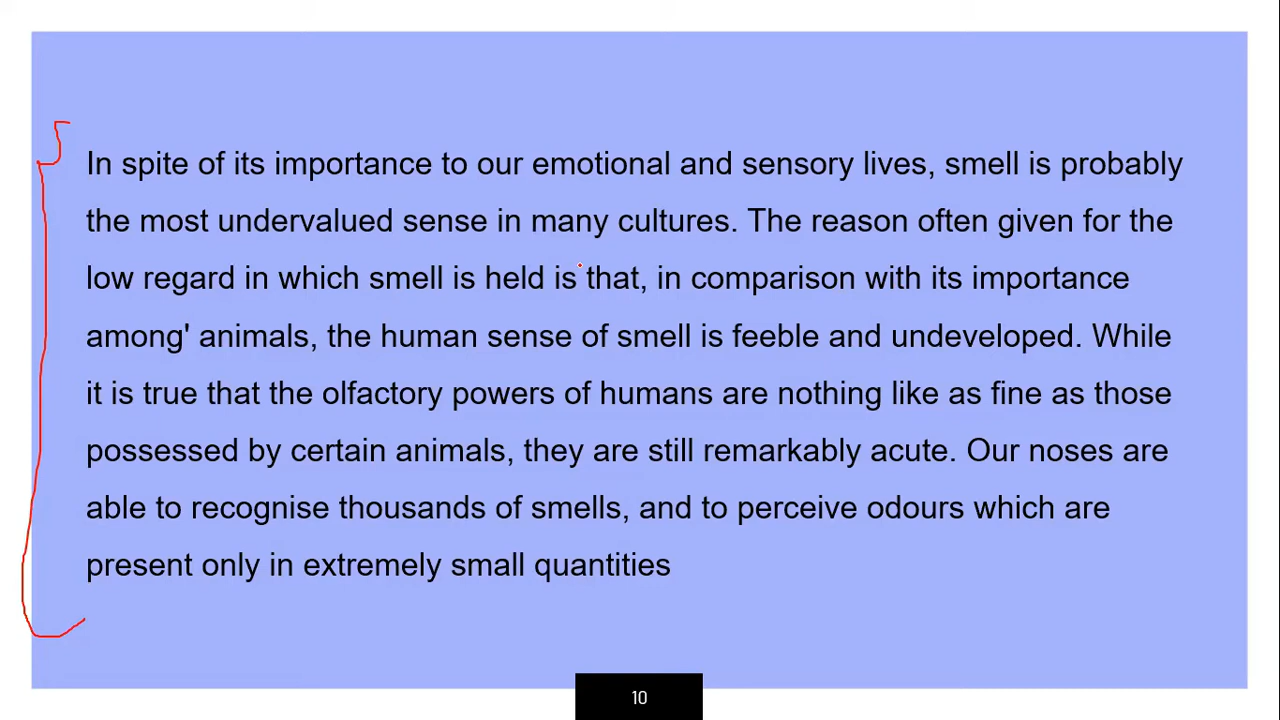 In spite of its importance to our emotional and sensory lives, smell is probably
the most undervalued sense in many cultures. The reason often given for the
low regard in which smell is held is that, in comparison with its importance
among' animals, the human sense of smell is feeble and undeveloped. While
it is true that the olfactory powers of humans are nothing like as fine as those
possessed by certain animals, they are still remarkably acute. Our noses are
able to recognise thousands of smells, and to perceive odours which are
present only in extremely small quantities
10